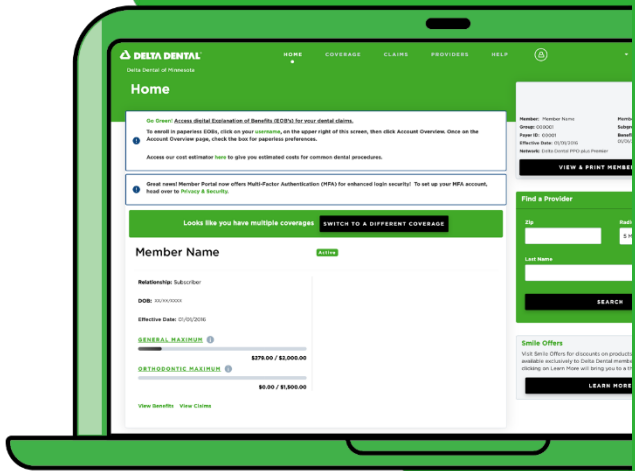 DELTA DENTAL
Delta Dental of Minnesota
HOME COVERAGE CLAIMS PROVIDERS HELP
Home
Go Green! Access digital Explanation of Benefits (EOB's) for your dental claims.
To enroll in paperless EOBs, click on your username, on the upper right of this screen, then click Account Overview. Once on the
Account Overview page, check the box for paperless preferences.
Access our cost estimator here to give you estimated costs for common dental procedures.
Great news! Member Portal now offers Multi-Factor Authentication (MFA) for enhanced login security! To set up your MFA account,
head over to Privacy & Security.
Looks like you have multiple coverages SWITCH TO A DIFFERENT COVERAGE
Member Name Active
Relationship: Subscriber
DOB: xx/xx/xxxx
Effective Date: 01/01/2016
GENERAL MAXIMUM
$279.00 / $2,000.00
ORTHODONTIC MAXIMUM
$0.00 / $1,500.00
View Benefits View Claims
Member: Member Name
Group: 000001
Payer ID: 00001
Effective Date: 01/01/2016
Network: Delta Dental PPO plus Premier
VIEW & PRINT MEMBE
Find a Provider
Zip Radi
5 M
Last Name
SEARCH
Smile Offers
Visit Smile Offers for discounts on products
available exclusively to Delta Dental membe
clicking on Learn More will bring you to a th
LEARN MORE